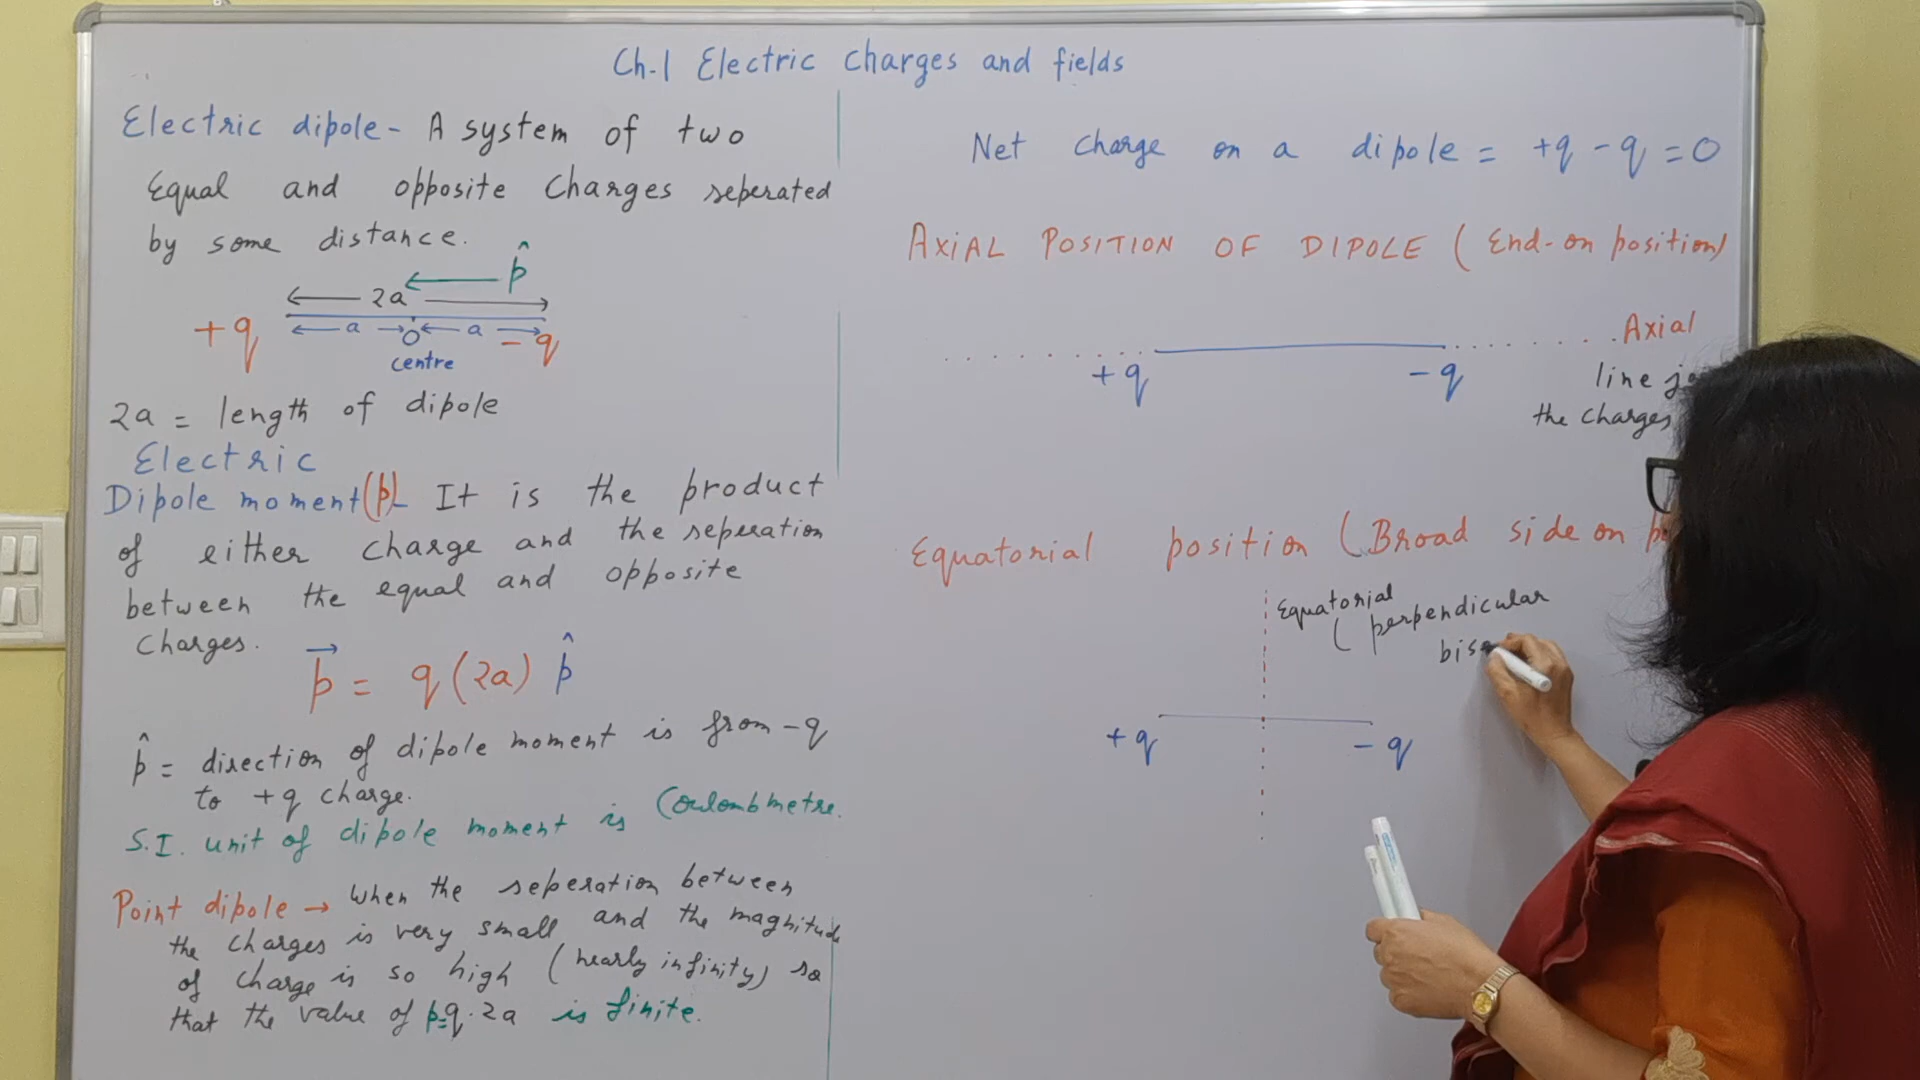 Ch.1 Electric Charges and fields
Electric dipole - A system of two
Equal and opposite Charges seperated
by some distance.
p̂
2a
+q a O a -q
centre
2a = length of dipole
Electric
Dipole moment (p) - It is the product
of either charge and the seperation
between the equal and opposite
Charges.
p⃗ = q (2a) p̂
p̂ = direction of dipole moment is from -q
to +q charge.
S.I. unit of dipole moment is Coulombmetre.
Point dipole → When the seperation between
the charges is very small and the magnitude
of charge is so high (nearly infinity) so
that the value of p=q.2a is finite.
Net charge on a dipole = +q -q = 0
AXIAL POSITION OF DIPOLE (End-on position)
Axial
+q -q
line
the charges
Equatorial position (Broad side on
Equatorial
( perpendicular
+q -q